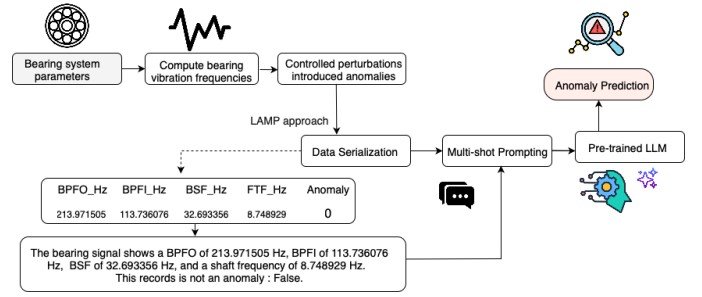 Bearing system
parameters
Compute bearing
vibration frequencies
Controlled perturbations
introduced anomalies
Anomaly Prediction
LAMP approach
Data Serialization
Multi-shot Prompting
Pre-trained LLM
BPFO_Hz BPFI_Hz BSF_Hz FTF_Hz Anomaly
213.971505 113.736076 32.693356 8.748929 0
The bearing signal shows a BPFO of 213.971505 Hz, BPFI of 113.736076
Hz, BSF of 32.693356 Hz, and a shaft frequency of 8.748929 Hz.
This records is not an anomaly : False.